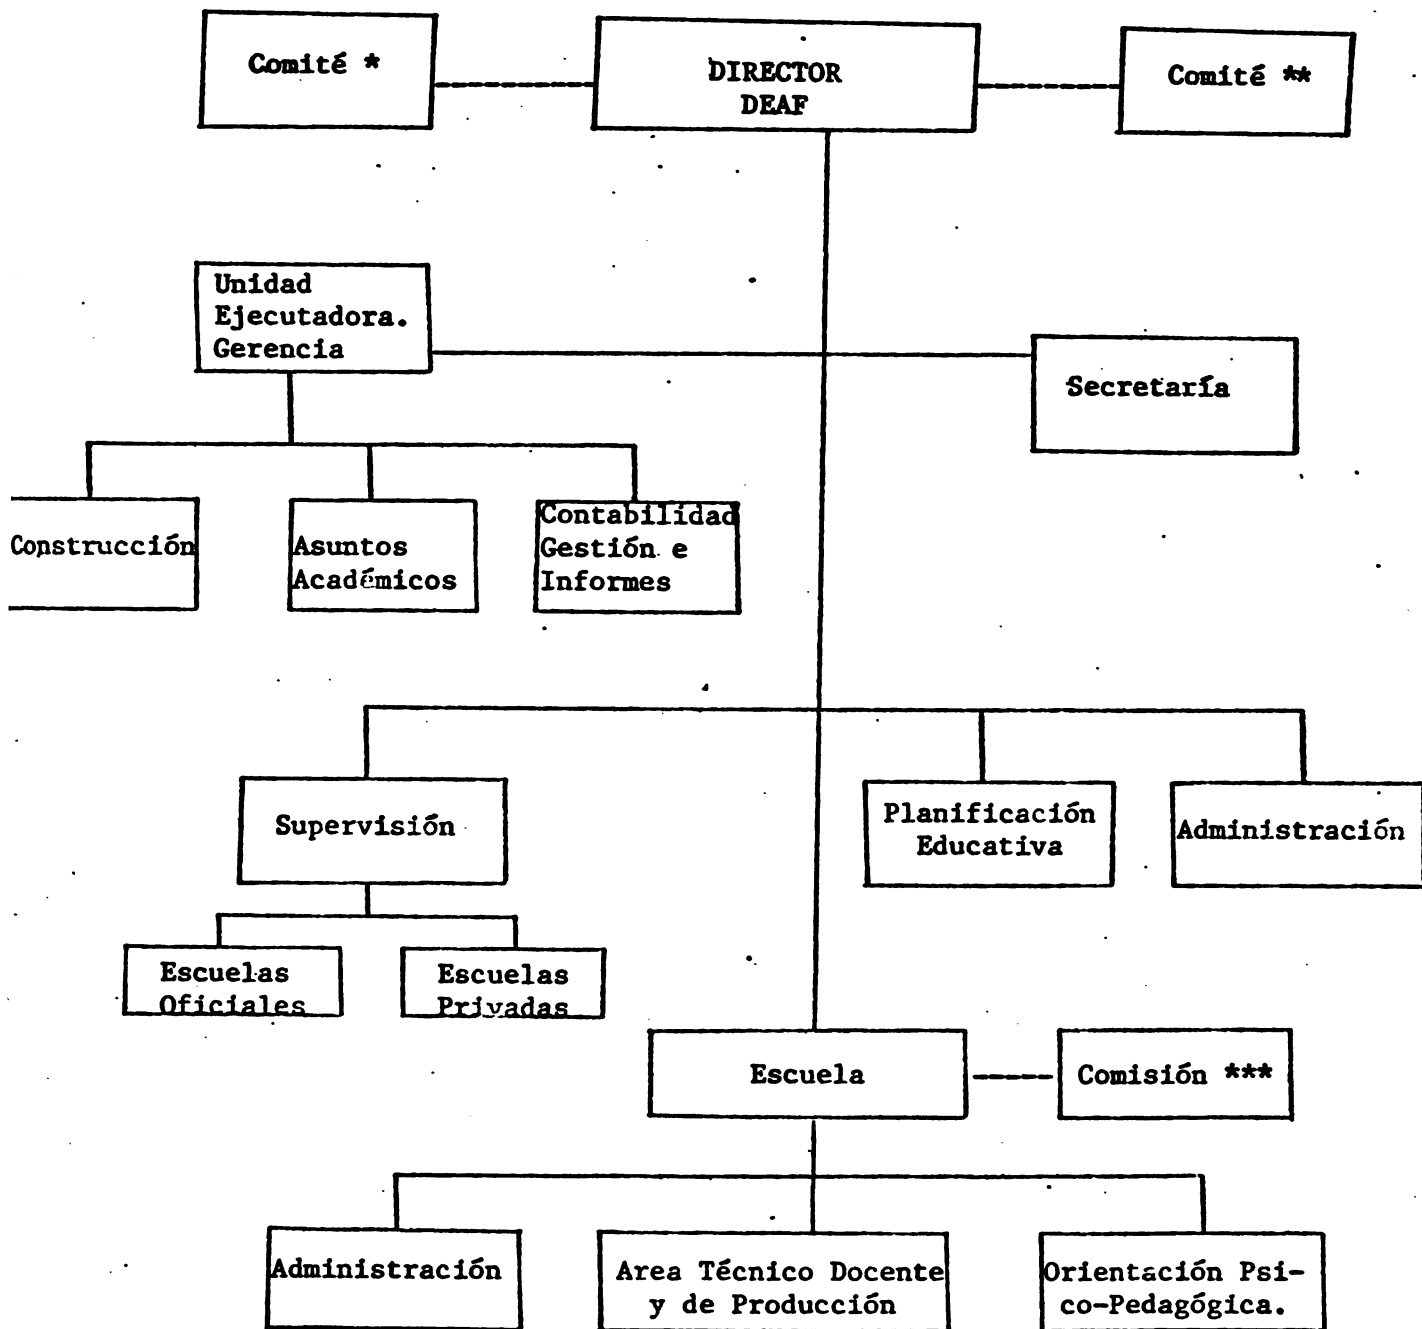 Comité *
DIRECTOR
DEAF
Comité **
Unidad
Ejecutadora.
Gerencia
Secretaría
Construcción
Asuntos
Académicos
Contabilidad
Gestión e
Informes
Supervisión
Planificación
Educativa
Administración
Escuelas
Oficiales
Escuelas
Privadas
Escuela
Comisión ***
Administración
Area Técnico Docente
y de Producción
Orientación Psi-
co-Pedagógica.